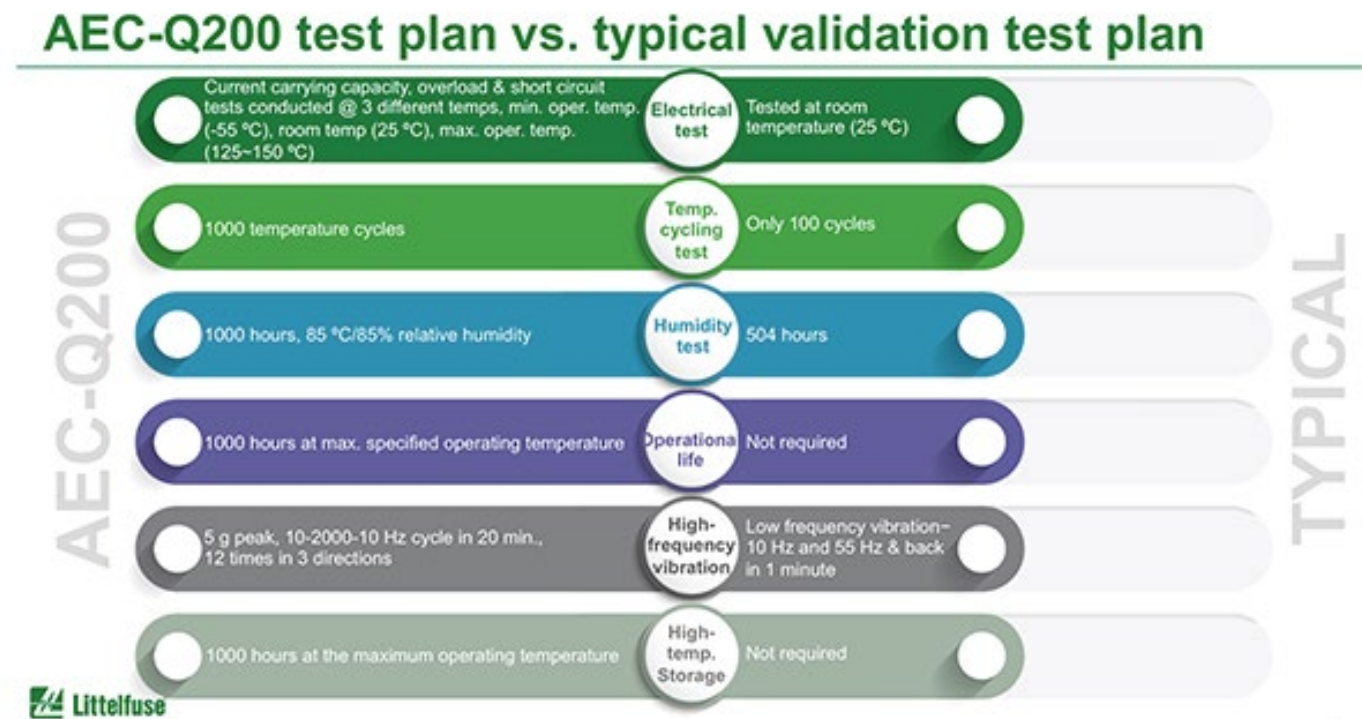 AEC-Q200 test plan vs. typical validation test plan
AEC-Q200
TYPICAL
Current carrying capacity, overload & short circuit
tests conducted @ 3 different temps, min. oper. temp.
(-55 ºC), room temp (25 ºC), max. oper. temp.
(125~150 ºC)
Electrical
test
Tested at room
temperature (25 ºC)
1000 temperature cycles
Temp.
cycling
test
Only 100 cycles
1000 hours, 85 ºC/85% relative humidity
Humidity
test
504 hours
1000 hours at max. specified operating temperature
Operationa
life
Not required
5 g peak, 10-2000-10 Hz cycle in 20 min.,
12 times in 3 directions
High-
frequency
vibration
Low frequency vibration~
10 Hz and 55 Hz & back
in 1 minute
1000 hours at the maximum operating temperature
High-
temp.
Storage
Not required
Littelfuse